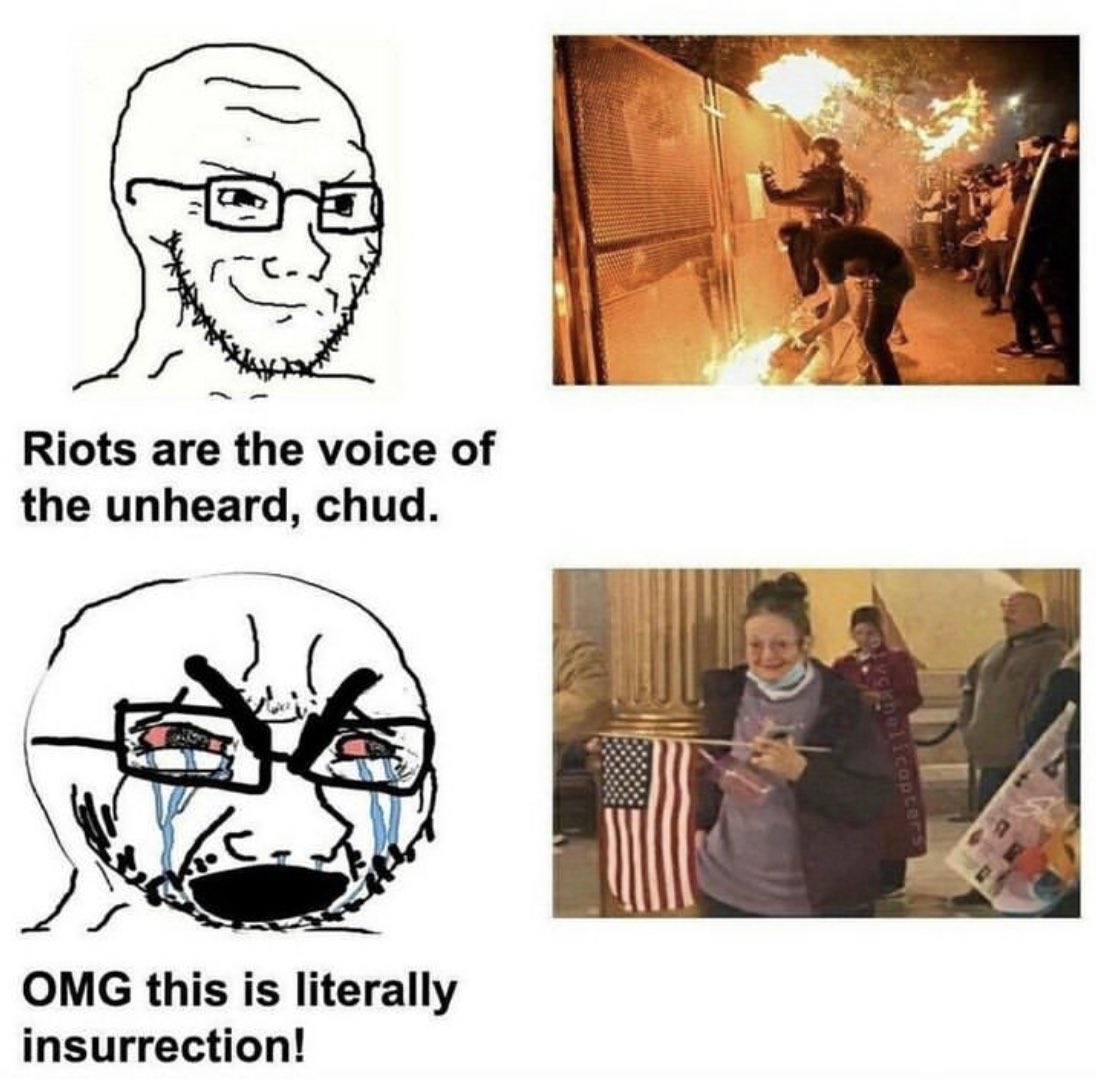 Riots are the voice of
the unheard, chud.
OMG this is literally
insurrection!